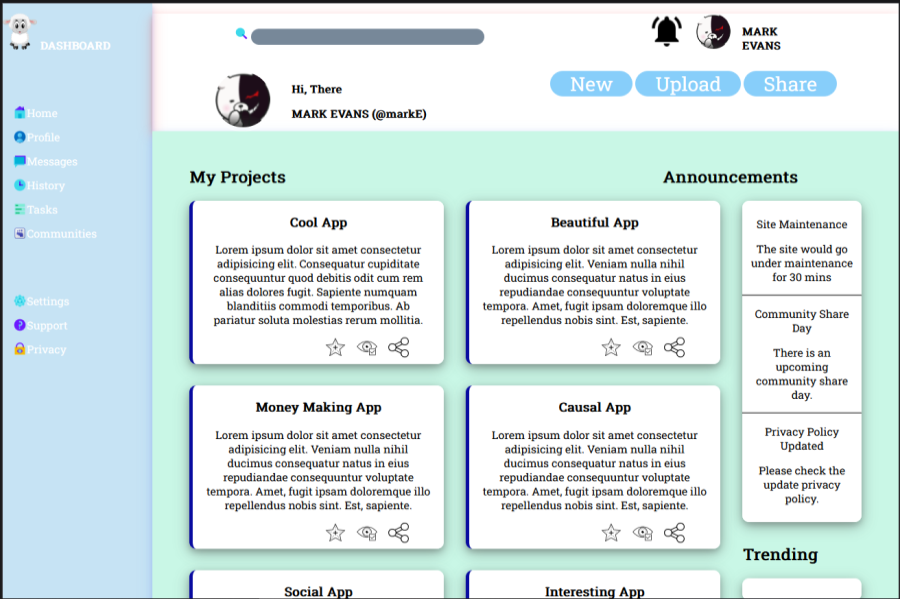 DASHBOARD
Home
Profile
Messages
History
Tasks
Communities
Settings
Support
Privacy
MARK
EVANS
Hi, There
MARK EVANS (@markE)
New
Upload
Share
My Projects
Cool App
Lorem ipsum dolor sit amet consectetur
adipisicing elit. Consequatur cupiditate
consequuntur quod debitis odit cum rem
alias dolores fugit. Sapiente numquam
blanditiis commodi temporibus. Ab
pariatur soluta molestias rerum mollitia.
Beautiful App
Lorem ipsum dolor sit amet consectetur
adipisicing elit. Veniam nulla nihil
ducimus consequatur natus in eius
repudiandae consequuntur voluptate
tempora. Amet, fugit ipsam doloremque illo
repellendus nobis sint. Est, sapiente.
Money Making App
Lorem ipsum dolor sit amet consectetur
adipisicing elit. Veniam nulla nihil
ducimus consequatur natus in eius
repudiandae consequuntur voluptate
tempora. Amet, fugit ipsam doloremque illo
repellendus nobis sint. Est, sapiente.
Causal App
Lorem ipsum dolor sit amet consectetur
adipisicing elit. Veniam nulla nihil
ducimus consequatur natus in eius
repudiandae consequuntur voluptate
tempora. Amet, fugit ipsam doloremque illo
repellendus nobis sint. Est, sapiente.
Social App
Interesting App
Announcements
Site Maintenance
The site would go
under maintenance
for 30 mins
Community Share
Day
There is an
upcoming
community share
day.
Privacy Policy
Updated
Please check the
update privacy
policy.
Trending